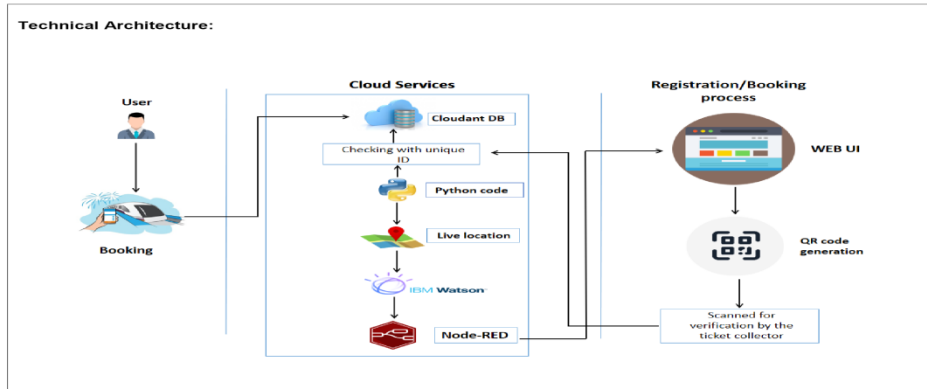 Technical Architecture:
User
Booking
Cloud Services
Cloudant DB
Checking with unique
ID
Python code
Live location
IBM Watson
Node-RED
Registration/Booking
process
WEB UI
QR code
generation
Scanned for
verification by the
ticket collector